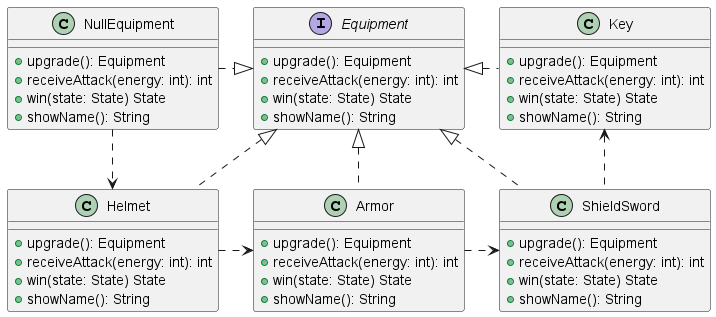 C NullEquipment
upgrade(): Equipment
receiveAttack(energy: int): int
win(state: State) State
showName(): String
I Equipment
upgrade(): Equipment
receiveAttack(energy: int): int
win(state: State) State
showName(): String
C Key
upgrade(): Equipment
receiveAttack(energy: int): int
win(state: State) State
showName(): String
C Helmet
upgrade(): Equipment
receiveAttack(energy: int): int
win(state: State) State
showName(): String
C Armor
upgrade(): Equipment
receiveAttack(energy: int): int
win(state: State) State
showName(): String
C ShieldSword
upgrade(): Equipment
receiveAttack(energy: int): int
win(state: State) State
showName(): String